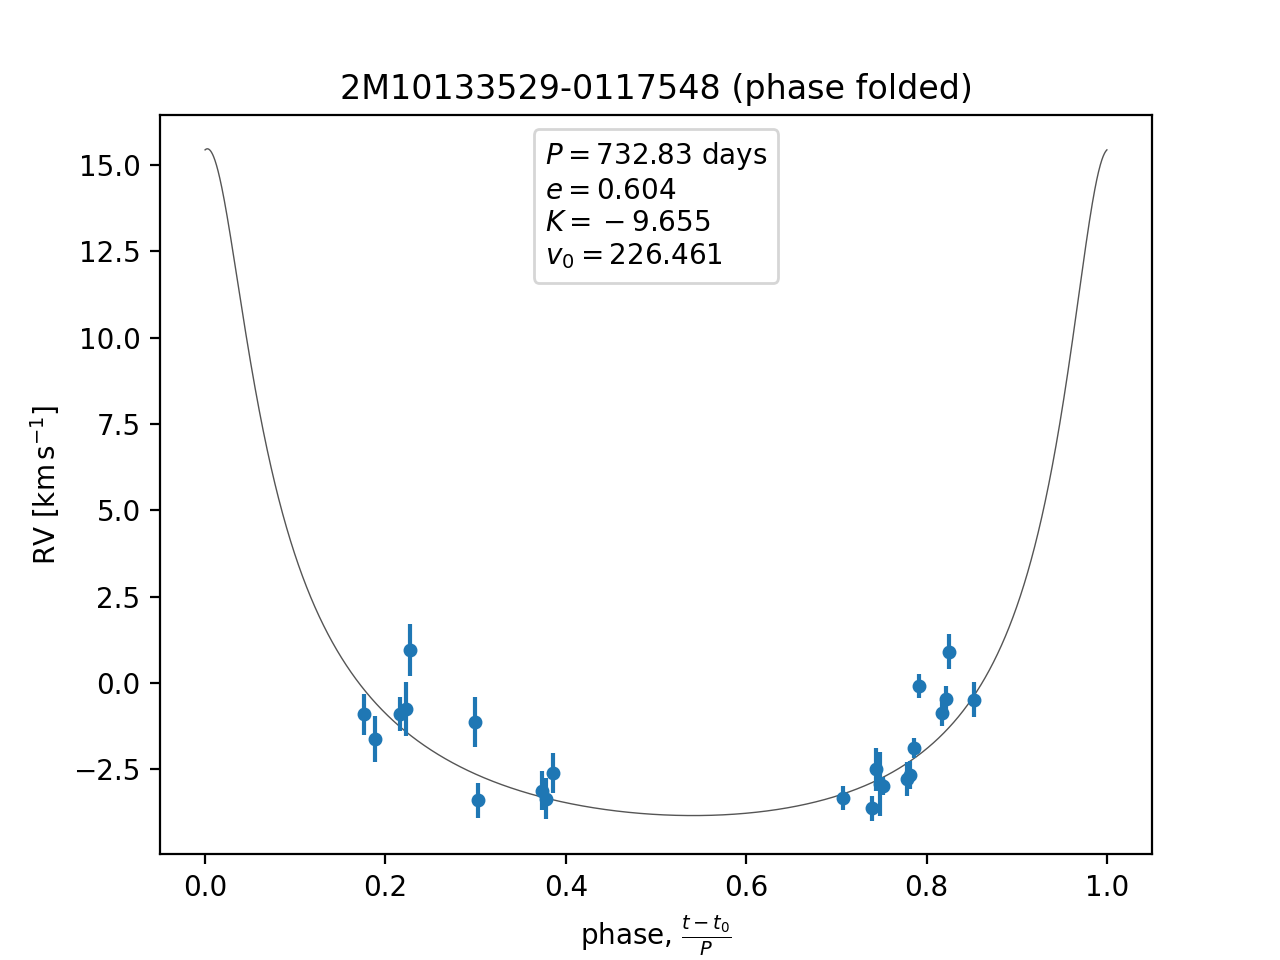 2M10133529-0117548 (phase folded)
P = 732.83 days
e = 0.604
K = −9.655
v₀ = 226.461
15.0
12.5
10.0
7.5
5.0
2.5
0.0
−2.5
RV [km s⁻¹]
0.0 0.2 0.4 0.6 0.8 1.0
phase, (t − t₀)/P